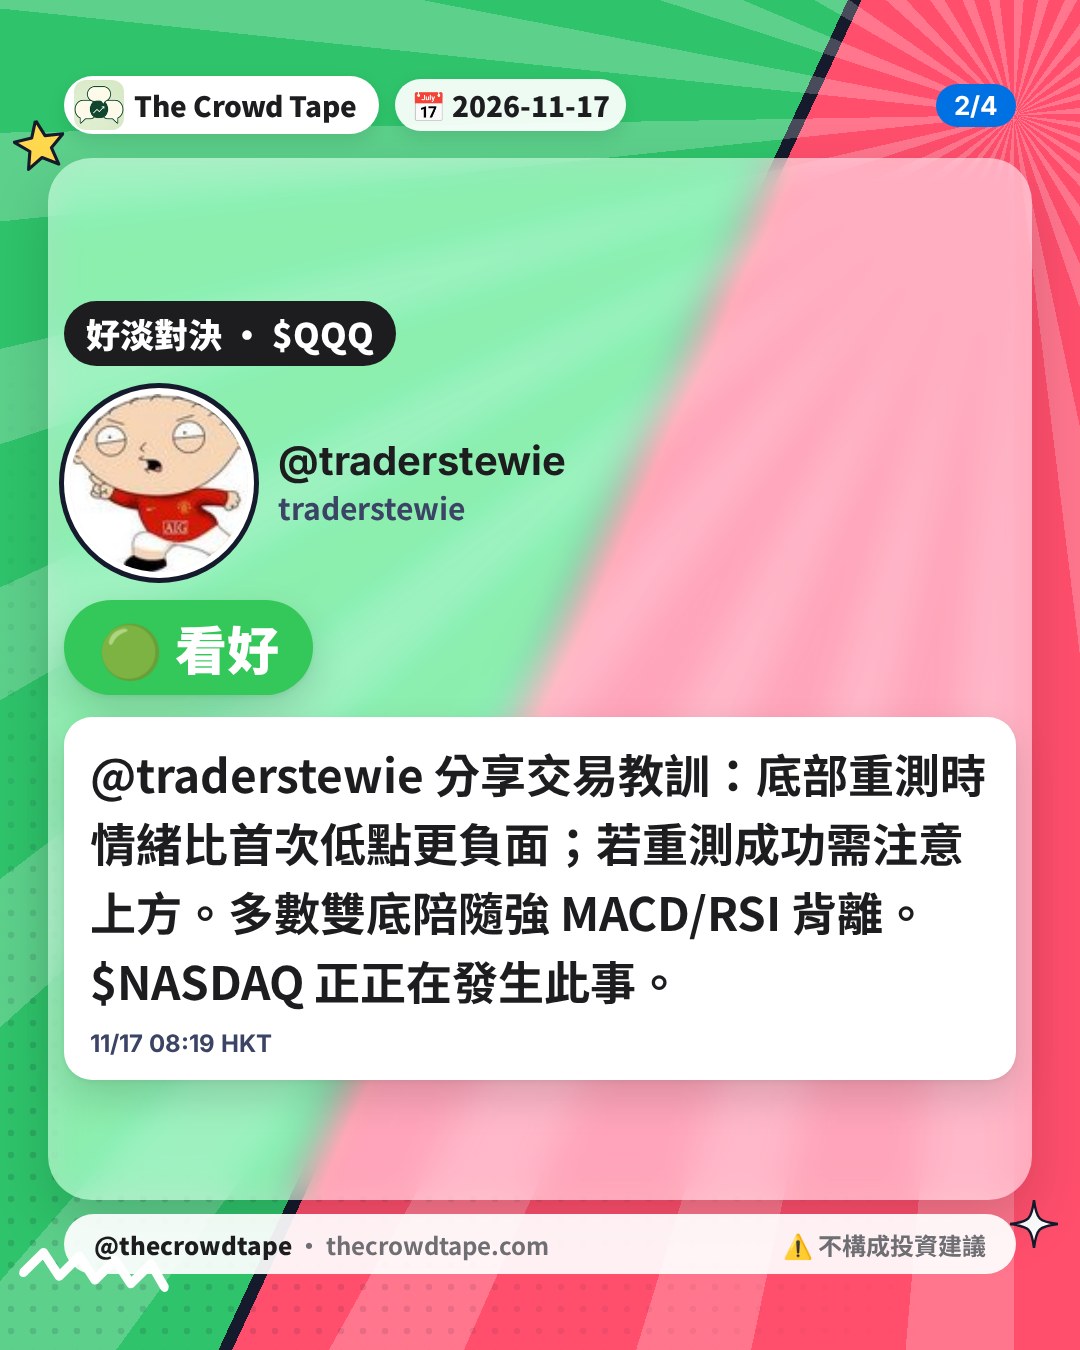 The Crowd Tape
July
17
2026-11-17
2/4
好淡對決 · $QQQ
AIG
@traderstewie
traderstewie
看好
@traderstewie 分享交易教訓：底部重測時
情緒比首次低點更負面；若重測成功需注意
上方。多數雙底陪隨強 MACD/RSI 背離。
$NASDAQ 正正在發生此事。
11/17 08:19 HKT
@thecrowdtape · thecrowdtape.com
不構成投資建議